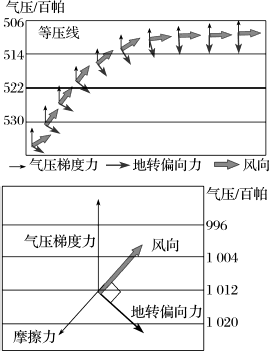 气压/百帕
506
等压线
514
522
530
气压梯度力 地转偏向力 风向
气压/百帕
996
气压梯度力 风向
1 004
1 012
地转偏向力
1 020
摩擦力